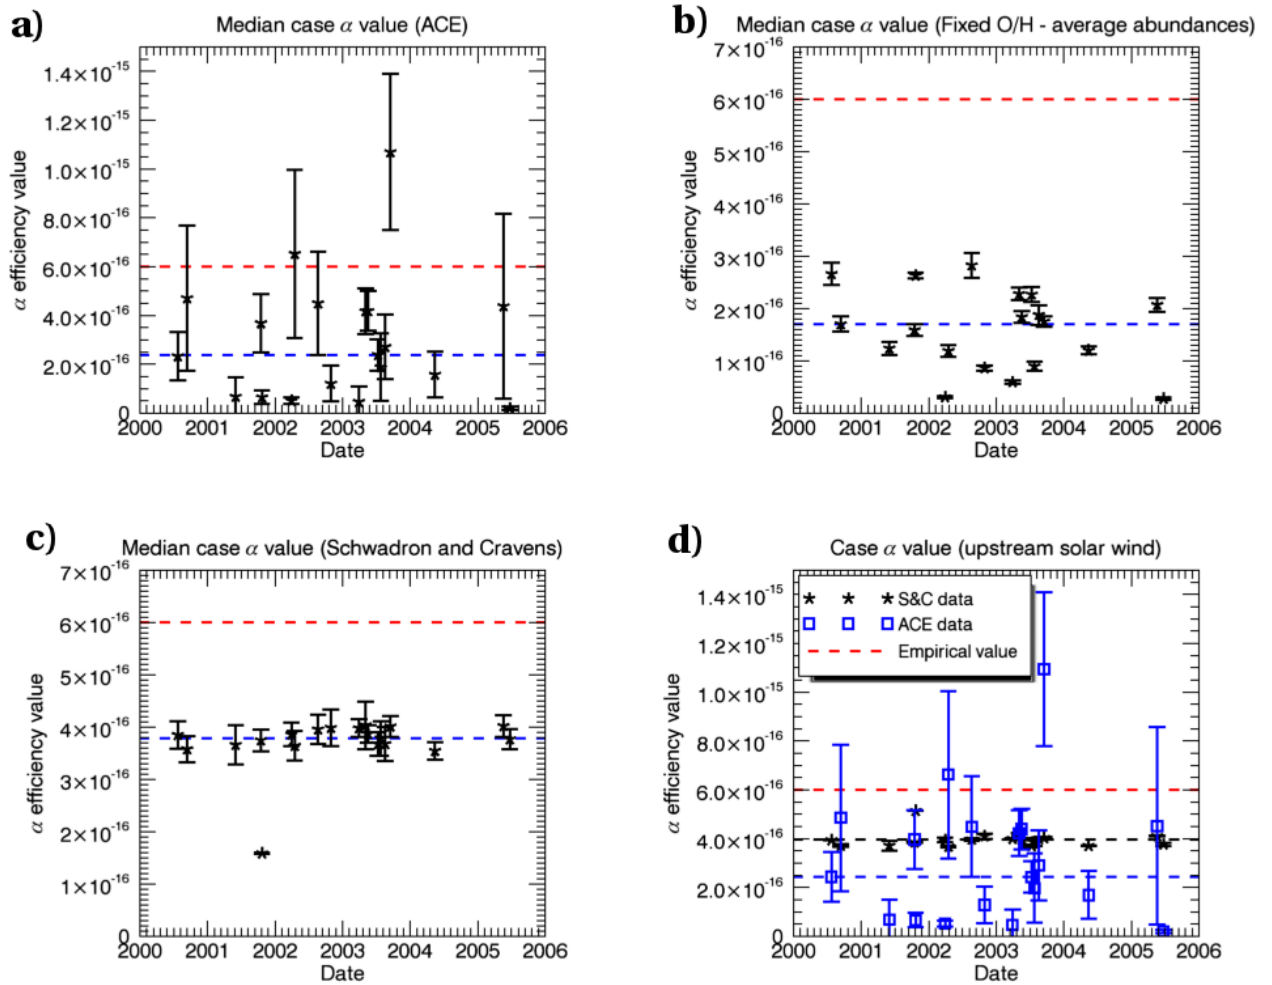 a)
Median case α value (ACE)
α efficiency value
1.4×10⁻¹⁵
1.2×10⁻¹⁵
1.0×10⁻¹⁵
8.0×10⁻¹⁶
6.0×10⁻¹⁶
4.0×10⁻¹⁶
2.0×10⁻¹⁶
0
2000 2001 2002 2003 2004 2005 2006
Date
b)
Median case α value (Fixed O/H - average abundances)
α efficiency value
7×10⁻¹⁶
6×10⁻¹⁶
5×10⁻¹⁶
4×10⁻¹⁶
3×10⁻¹⁶
2×10⁻¹⁶
1×10⁻¹⁶
0
2000 2001 2002 2003 2004 2005 2006
Date
c)
Median case α value (Schwadron and Cravens)
α efficiency value
7×10⁻¹⁶
6×10⁻¹⁶
5×10⁻¹⁶
4×10⁻¹⁶
3×10⁻¹⁶
2×10⁻¹⁶
1×10⁻¹⁶
0
2000 2001 2002 2003 2004 2005 2006
Date
d)
Case α value (upstream solar wind)
α efficiency value
1.4×10⁻¹⁵
1.2×10⁻¹⁵
1.0×10⁻¹⁵
8.0×10⁻¹⁶
6.0×10⁻¹⁶
4.0×10⁻¹⁶
2.0×10⁻¹⁶
0
S&C data
ACE data
Empirical value
2000 2001 2002 2003 2004 2005 2006
Date